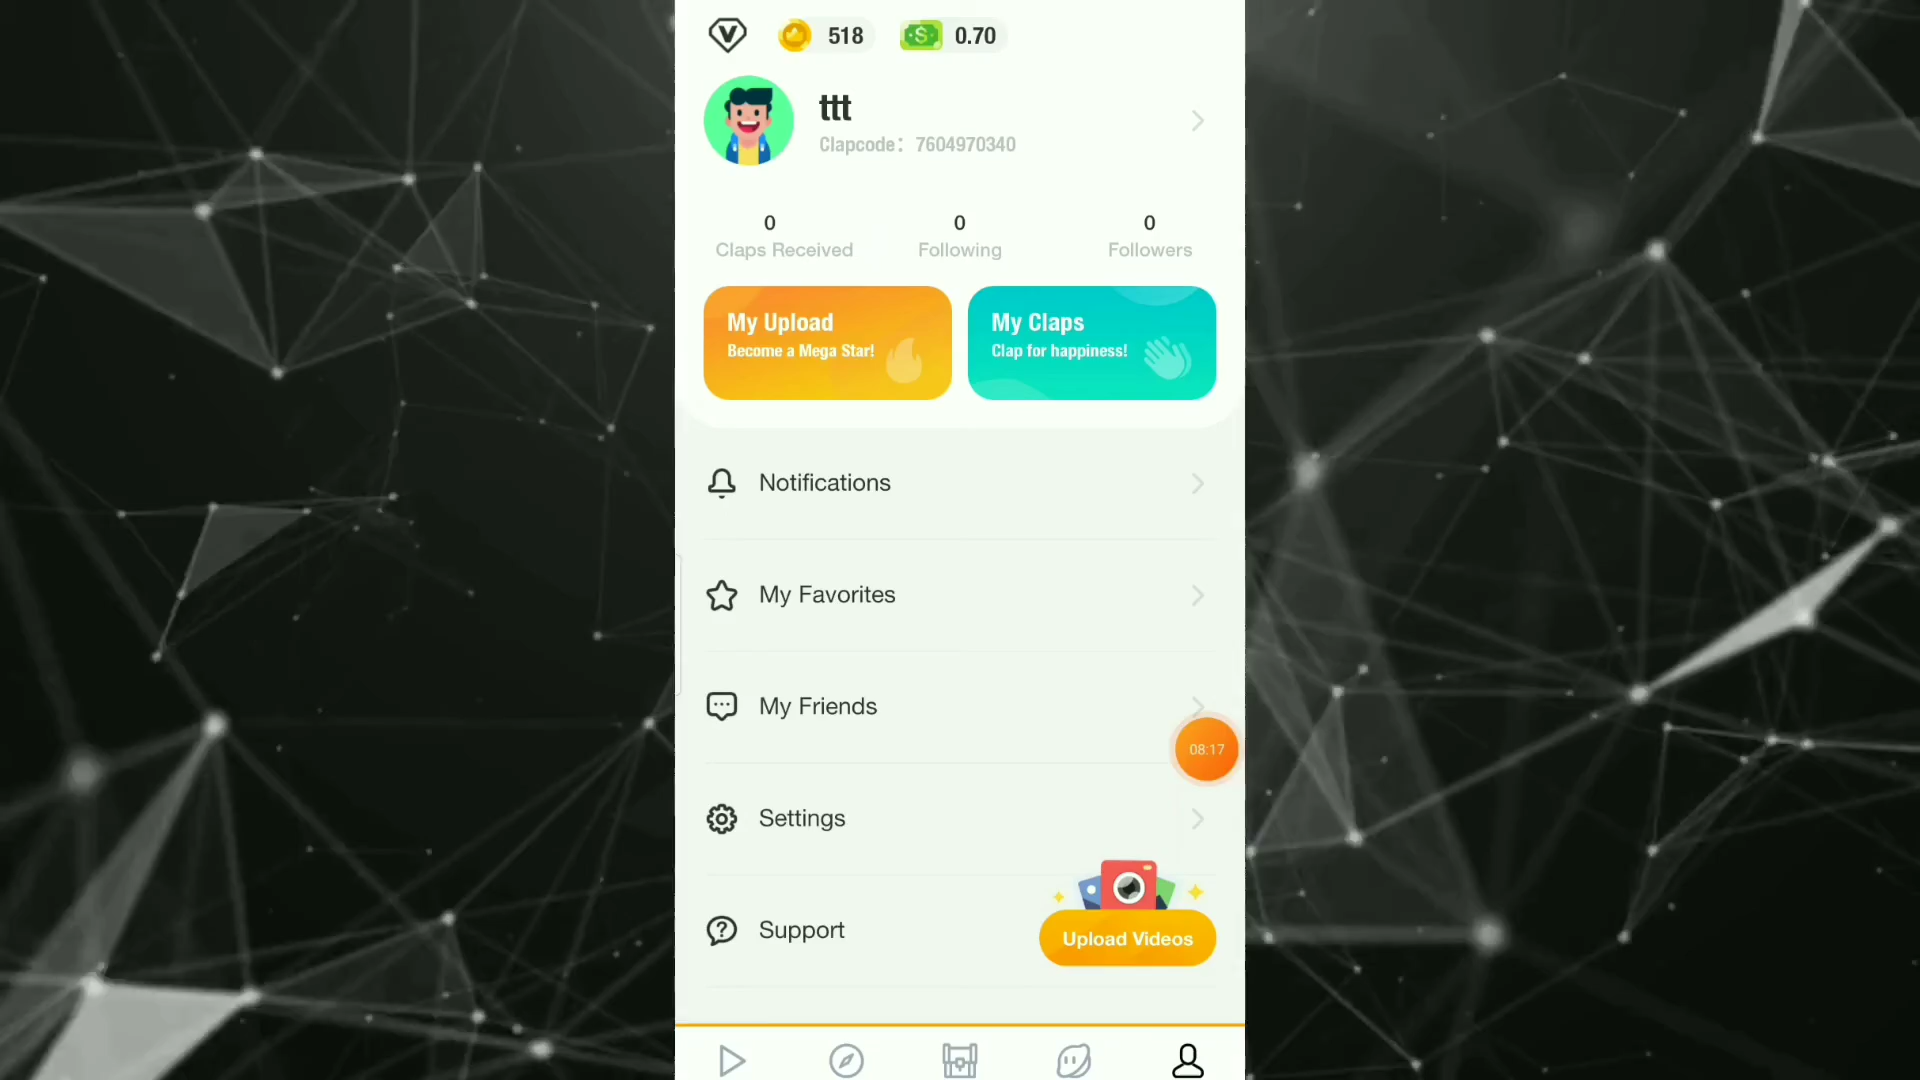 518
0.70
ttt
Clapcode: 7604970340
0
0
0
Claps Received
Following
Followers
My Upload
Become a Mega Star!
My Claps
Clap for happiness!
Notifications
My Favorites
My Friends
08:17
Settings
Support
Upload Videos